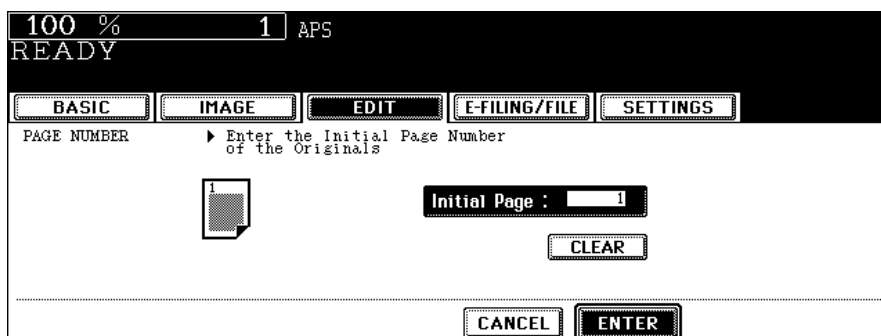 100 % 1 APS
READY
BASIC IMAGE EDIT E-FILING/FILE SETTINGS
PAGE NUMBER Enter the Initial Page Number
of the Originals
1
Initial Page : 1
CLEAR
CANCEL ENTER